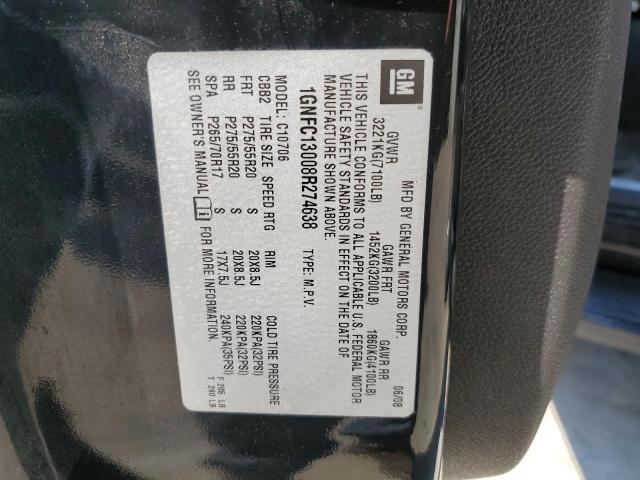 GM
®
MFD BY GENERAL MOTORS CORP. 06/08
GVWR GAWR FRT GAWR RR
3221KG(7100LB) 1452KG(3200LB) 1860KG(4100LB)
THIS VEHICLE CONFORMS TO ALL APPLICABLE U.S. FEDERAL MOTOR
VEHICLE SAFETY STANDARDS IN EFFECT ON THE DATE OF
MANUFACTURE SHOWN ABOVE.
1GNFC13008R274638 TYPE: M.P.V.
MODEL: C10706
CBB2 TIRE SIZE SPEED RTG RIM COLD TIRE PRESSURE
FRT P275/55R20 S 20X8.5J 220KPA(32PSI)
RR P275/55R20 S 20X8.5J 220KPA(32PSI)
SPA P265/70R17 S 17X7.5J 240KPA(35PSI)
SEE OWNER'S MANUAL i FOR MORE INFORMATION.
F 205 LB
T 280 LB